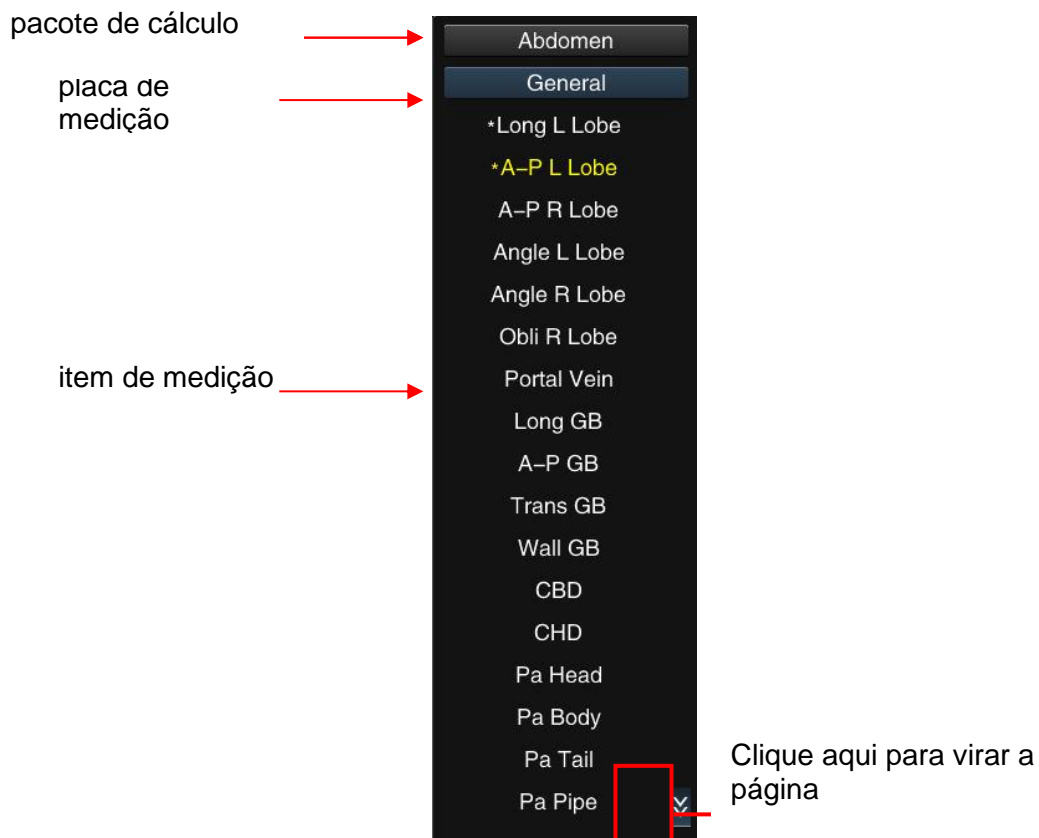 pacote de cálculo
Abdomen
placa de
medição
General
*Long L Lobe
*A-P L Lobe
A-P R Lobe
Angle L Lobe
Angle R Lobe
Obli R Lobe
item de medição
Portal Vein
Long GB
A-P GB
Trans GB
Wall GB
CBD
CHD
Pa Head
Pa Body
Pa Tail
Pa Pipe
Clique aqui para virar a
página